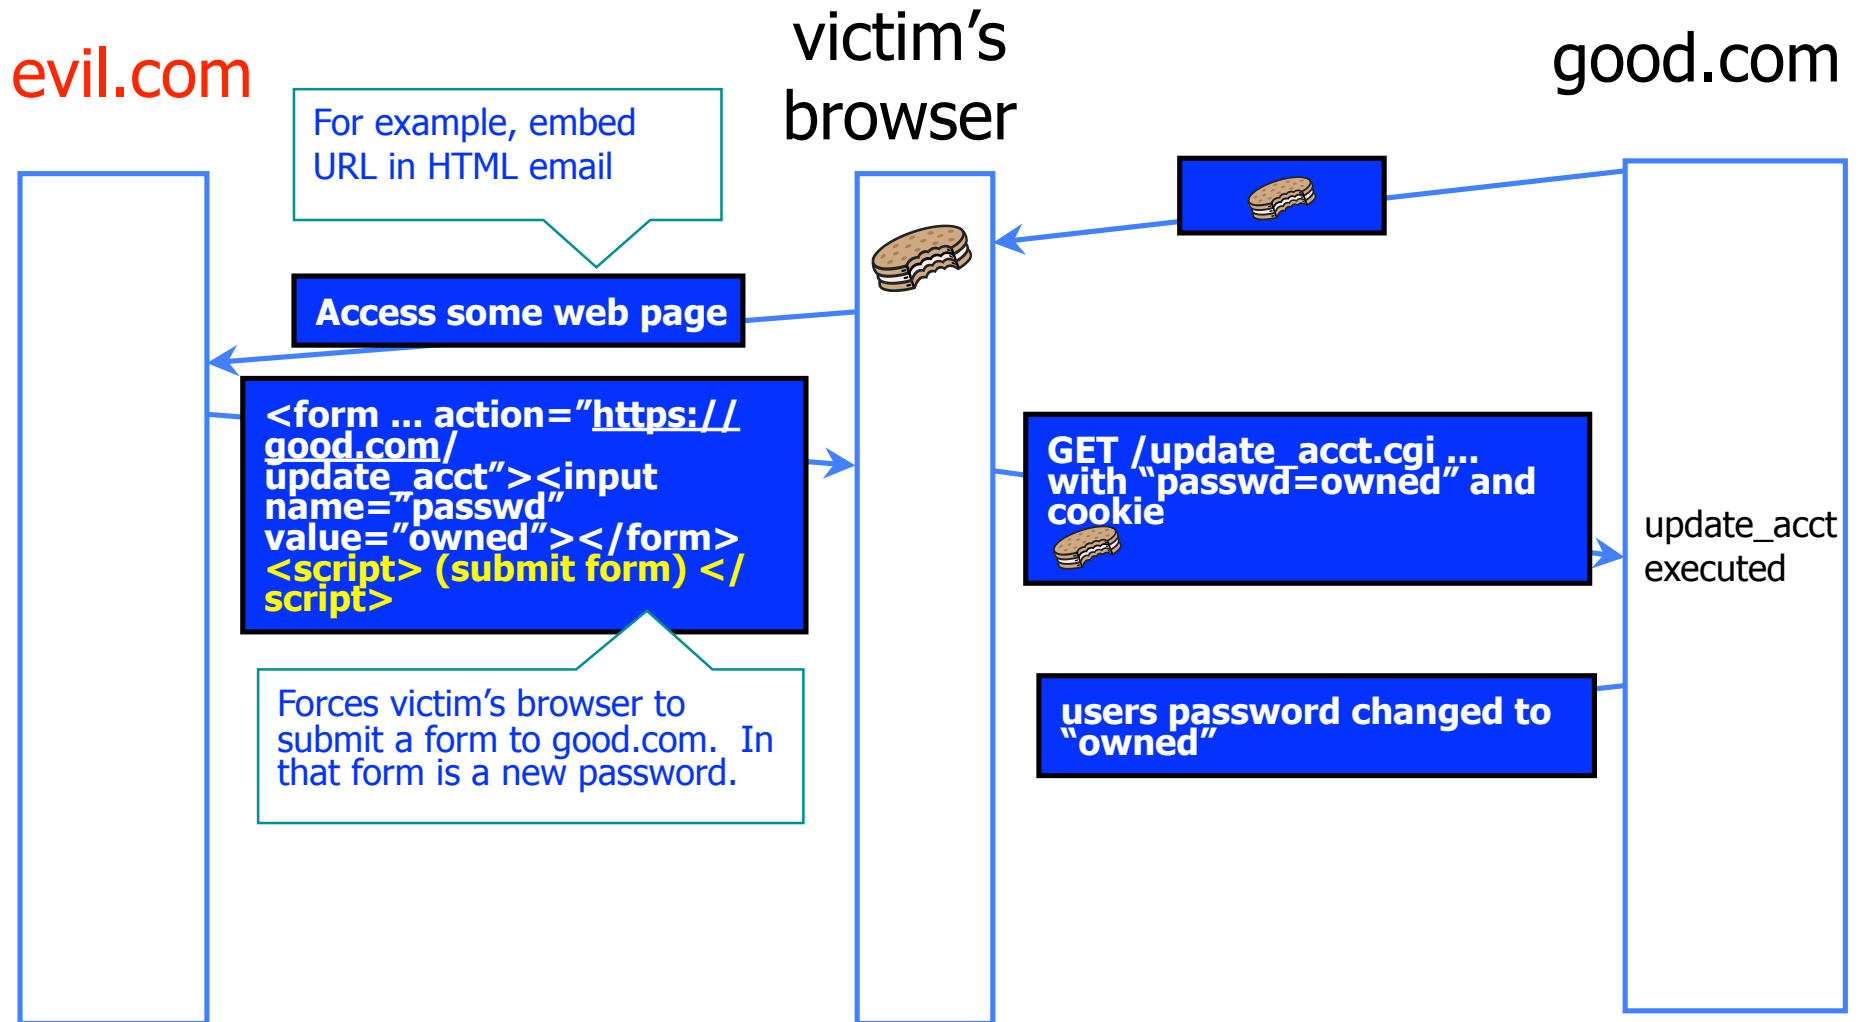 evil.com
victim’s
browser
good.com
For example, embed
URL in HTML email
Access some web page
<form … action=”https://
good.com/
update_acct”><input
name=”passwd”
value=”owned”></form>
<script> (submit form) </
script>
GET /update_acct.cgi …
with “passwd=owned” and
cookie
update_acct
executed
Forces victim’s browser to
submit a form to good.com.  In
that form is a new password.
users password changed to
“owned”